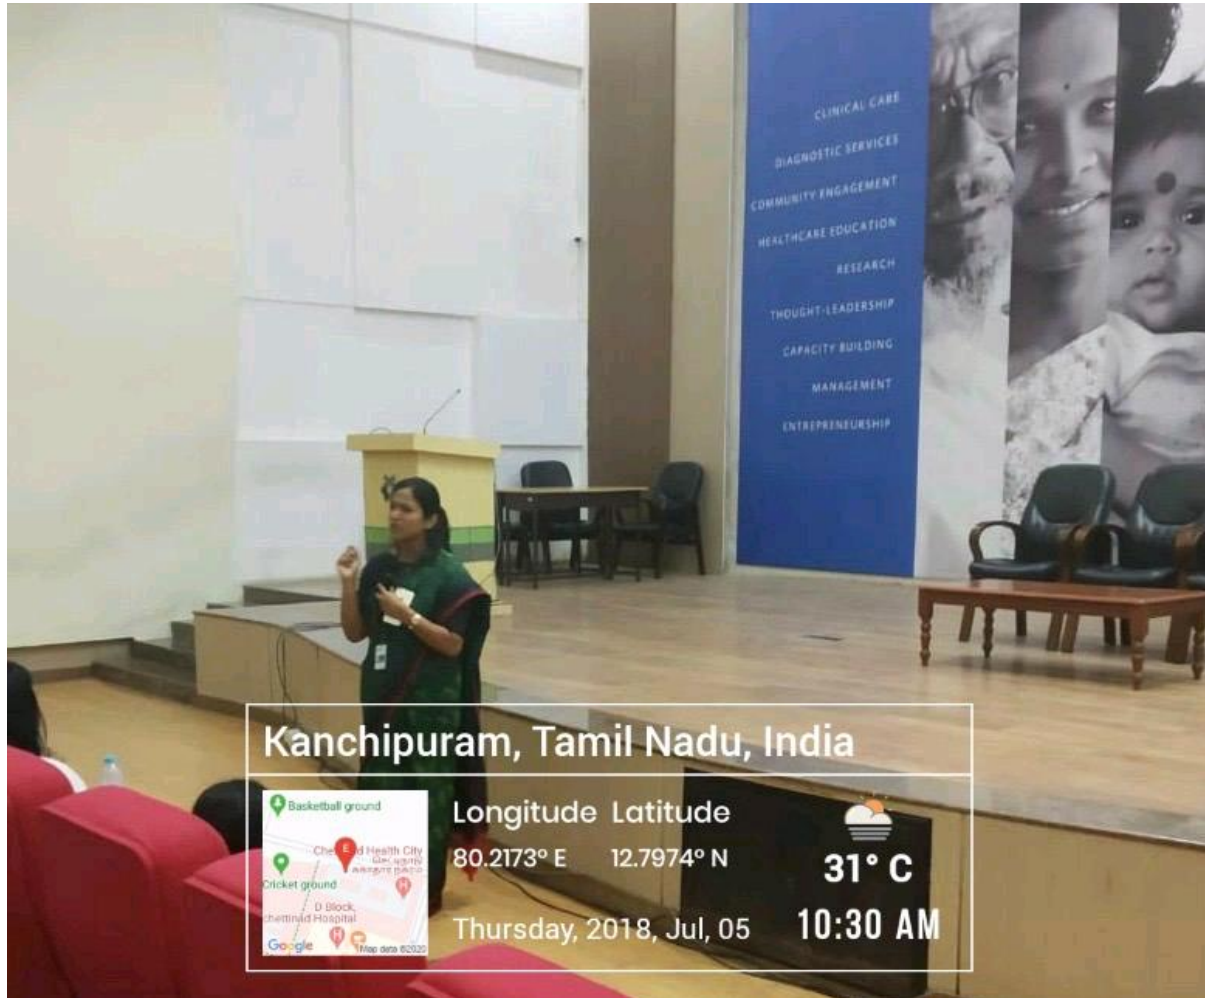 CLINICAL CARE
DIAGNOSTIC SERVICES
COMMUNITY ENGAGEMENT
HEALTHCARE EDUCATION
RESEARCH
THOUGHT-LEADERSHIP
CAPACITY BUILDING
MANAGEMENT
ENTREPRENEURSHIP
Kanchipuram, Tamil Nadu, India
Basketball ground
E
Health City
Cricket ground
H
D Block,
chettinad Hospital
H
Google
Map data ©2020
Longitude Latitude
80.2173° E 12.7974° N
31° C
Thursday, 2018, Jul, 05
10:30 AM